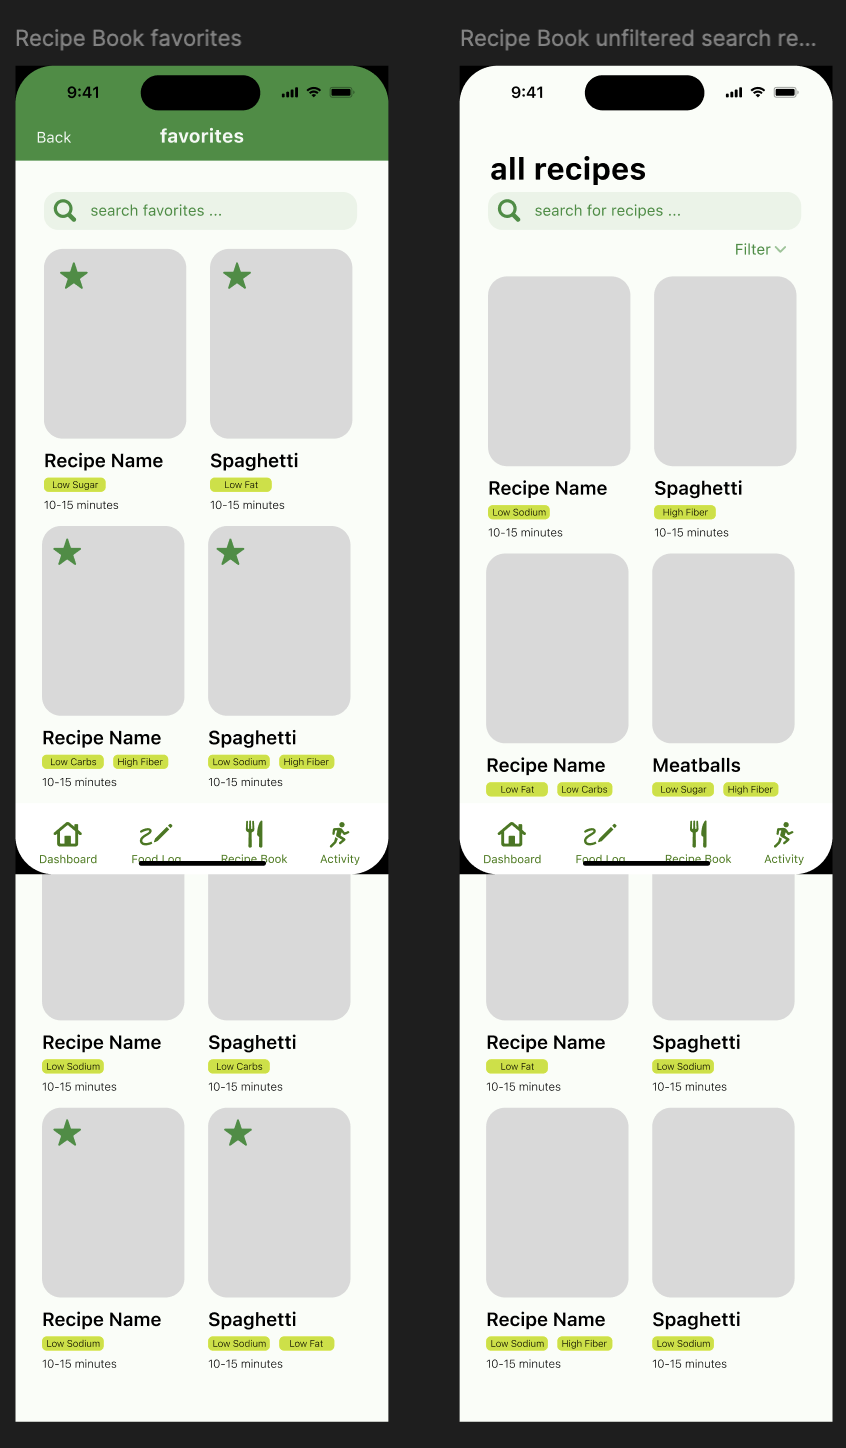 Recipe Book favorites
9:41
Back
favorites
search favorites ...
Recipe Name
Spaghetti
Low Sugar
Low Fat
10-15 minutes
10-15 minutes
Recipe Name
Spaghetti
Low Carbs
High Fiber
Low Sodium
High Fiber
10-15 minutes
10-15 minutes
Dashboard
Food Log
Recipe Book
Activity
Recipe Name
Spaghetti
Low Sodium
Low Carbs
10-15 minutes
10-15 minutes
Recipe Name
Spaghetti
Low Sodium
Low Sodium
Low Fat
10-15 minutes
10-15 minutes
Recipe Book unfiltered search re...
9:41
all recipes
search for recipes ...
Filter
Recipe Name
Spaghetti
Low Sodium
High Fiber
10-15 minutes
10-15 minutes
Recipe Name
Meatballs
Low Fat
Low Carbs
Low Sugar
High Fiber
Dashboard
Food Log
Recipe Book
Activity
Recipe Name
Spaghetti
Low Fat
Low Sodium
10-15 minutes
10-15 minutes
Recipe Name
Spaghetti
Low Sodium
High Fiber
Low Sodium
10-15 minutes
10-15 minutes